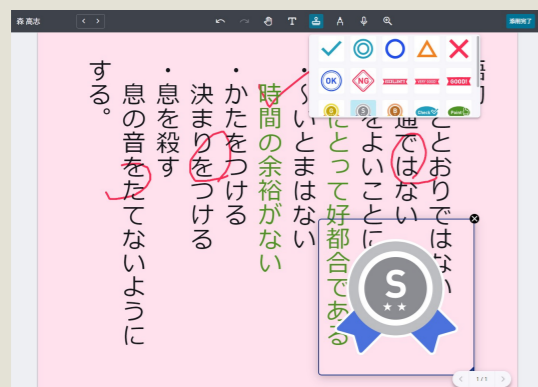 森 高志
T
A
添削完了
OK
NG
EXCELLENT!
VERY GOOD!
GOOD!
Check
Point
ととおりではない
通ではない
をよいことに
にとって好都合である
・～いとまはない
時間の余裕がない
・かたをつける
決まりをつける
・息を殺す
息の音をたてないように
する。
S
1/1